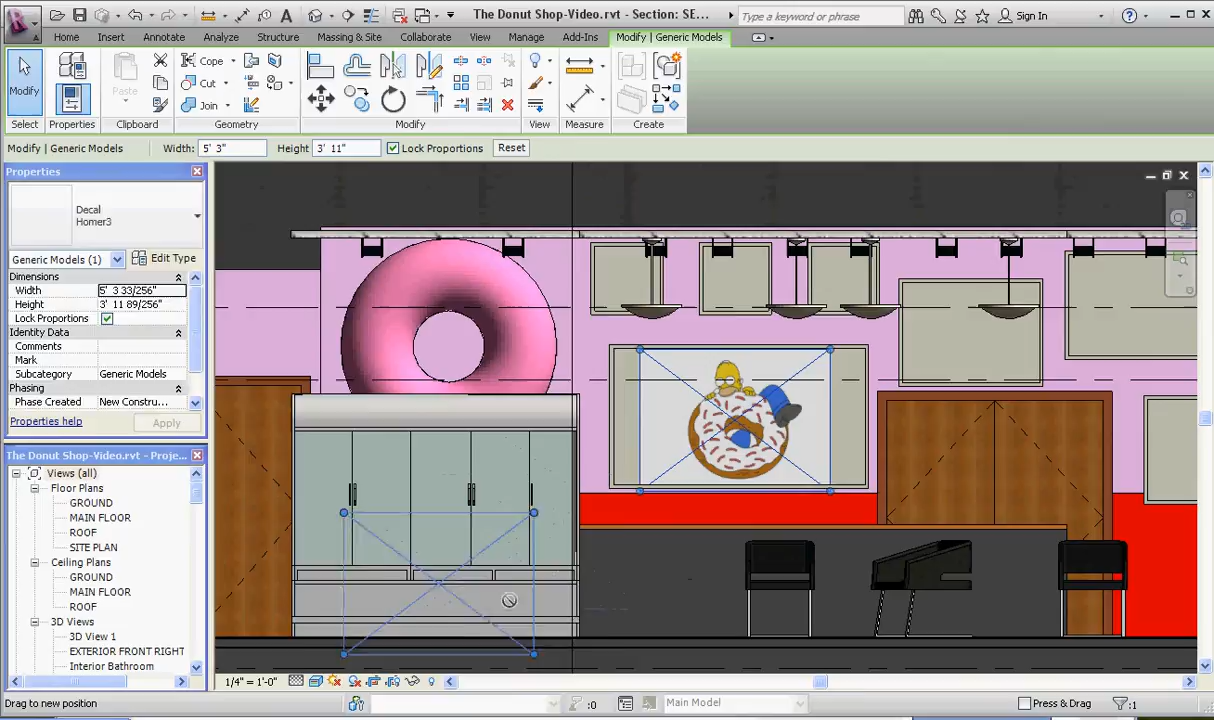 The Donut Shop-Video.rvt - Section: SE...
Type a keyword or phrase
Sign In
Home Insert Annotate Analyze Structure Massing & Site Collaborate View Manage Add-Ins Modify | Generic Models
Modify Paste Cope Cut Join
Select Properties Clipboard Geometry Modify View Measure Create
Modify | Generic Models Width: 5' 3" Height 3' 11" Lock Proportions Reset
Properties
Decal
Homer3
Generic Models (1) Edit Type
Dimensions
Width 5' 3 33/256"
Height 3' 11 89/256"
Lock Proportions
Identity Data
Comments
Mark
Subcategory Generic Models
Phasing
Phase Created New Constru...
Properties help Apply
The Donut Shop-Video.rvt - Proje...
Views (all)
Floor Plans
GROUND
MAIN FLOOR
ROOF
SITE PLAN
Ceiling Plans
GROUND
MAIN FLOOR
ROOF
3D Views
3D View 1
EXTERIOR FRONT RIGHT
Interior Bathroom
1/4" = 1'-0"
Drag to new position :0 Main Model Press & Drag :1